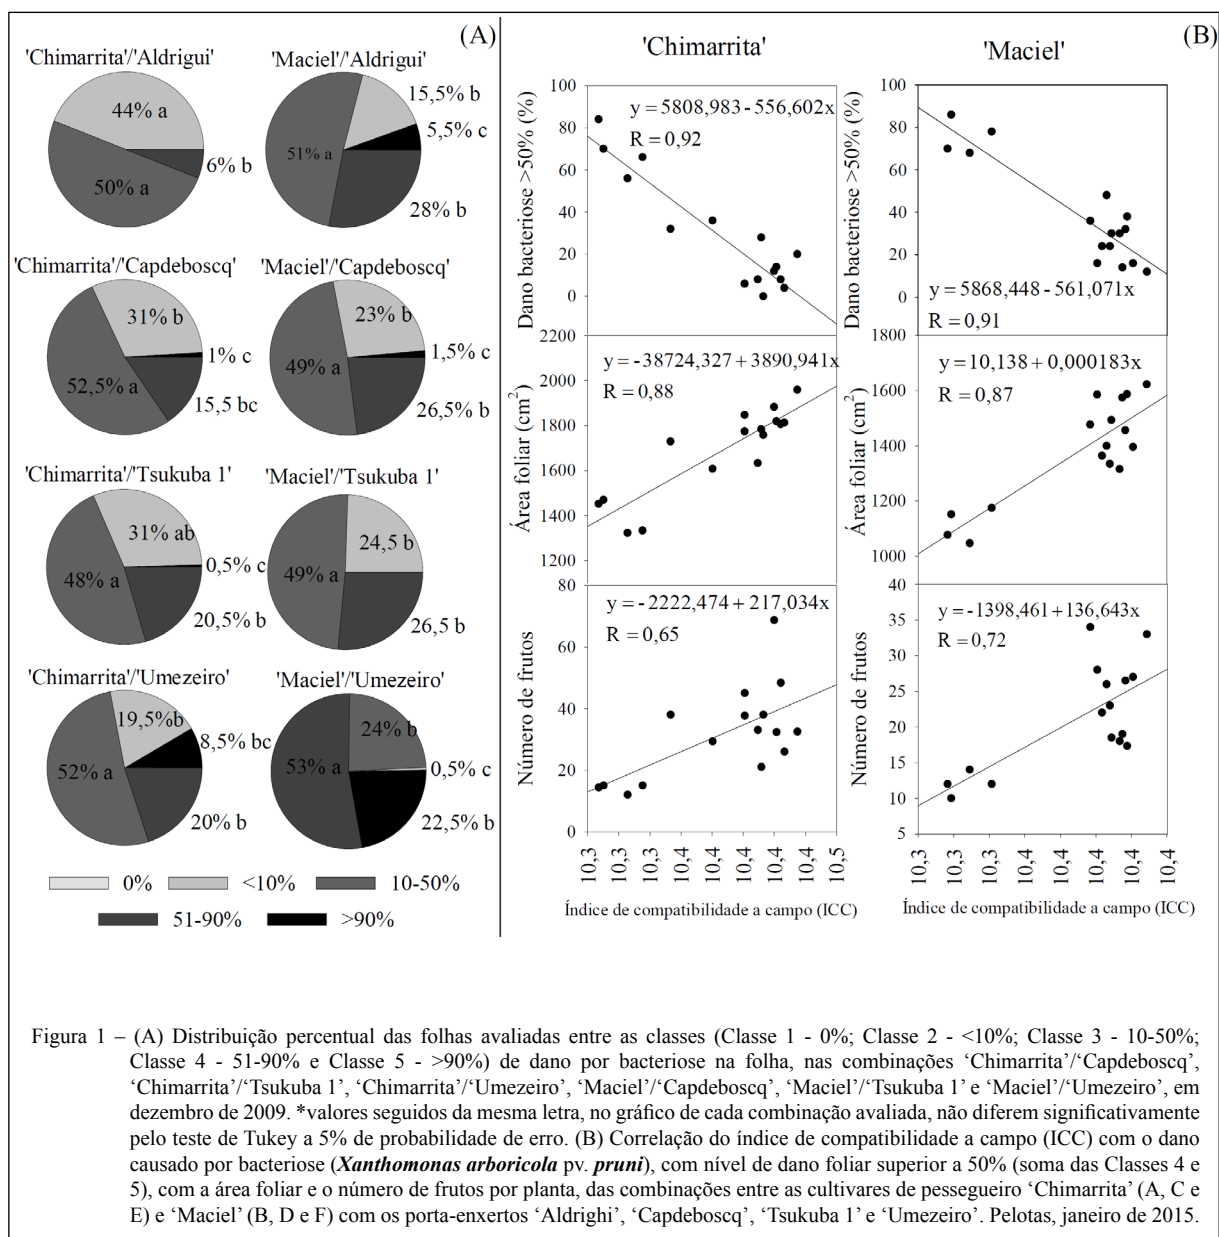 (A)
'Chimarrita'/'Aldrigui'
44% a
6% b
50% a
'Maciel'/'Aldrigui'
15,5% b
5,5% c
51% a
28% b
'Chimarrita'/'Capdeboscq'
31% b
1% c
52,5% a
15,5 bc
'Maciel'/'Capdeboscq'
23% b
1,5% c
49% a
26,5% b
'Chimarrita'/'Tsukuba 1'
31% ab
0,5% c
48% a
20,5% b
'Maciel'/'Tsukuba 1'
24,5 b
49% a
26,5 b
'Chimarrita'/'Umezeiro'
19,5%b
8,5% bc
52% a
20% b
'Maciel'/'Umezeiro'
24% b
0,5% c
53% a
22,5% b
0%
<10%
10-50%
51-90%
>90%
(B)
'Chimarrita'
Dano bacteriose >50% (%)
100
80
60
40
20
0
y = 5808,983 - 556,602x
R = 0,92
Área foliar (cm²)
2200
2000
1800
1600
1400
1200
y= -38724,327 + 3890,941x
R = 0,88
Número de frutos
80
60
40
20
0
y = -2222,474 + 217,034x
R = 0,65
10,3
10,3
10,3
10,4
10,4
10,4
10,4
10,4
10,5
Índice de compatibilidade a campo (ICC)
'Maciel'
Dano bacteriose >50% (%)
100
80
60
40
20
0
y = 5868,448 - 561,071x
R = 0,91
Área foliar (cm²)
1800
1600
1400
1200
1000
y = 10,138 + 0,000183x
R = 0,87
Número de frutos
40
35
30
25
20
15
10
5
y = -1398,461 +136,643x
R = 0,72
10,3
10,3
10,3
10,4
10,4
10,4
10,4
10,4
Índice de compatibilidade a campo (ICC)
Figura 1 – (A) Distribuição percentual das folhas avaliadas entre as classes (Classe 1 - 0%; Classe 2 - <10%; Classe 3 - 10-50%;
Classe 4 - 51-90% e Classe 5 - >90%) de dano por bacteriose na folha, nas combinações ‘Chimarrita’/‘Capdeboscq’,
‘Chimarrita’/‘Tsukuba 1’, ‘Chimarrita’/‘Umezeiro’, ‘Maciel’/‘Capdeboscq’, ‘Maciel’/‘Tsukuba 1’ e ‘Maciel’/‘Umezeiro’, em
dezembro de 2009. *valores seguidos da mesma letra, no gráfico de cada combinação avaliada, não diferem significativamente
pelo teste de Tukey a 5% de probabilidade de erro. (B) Correlação do índice de compatibilidade a campo (ICC) com o dano
causado por bacteriose (Xanthomonas arboricola pv. pruni), com nível de dano foliar superior a 50% (soma das Classes 4 e
5), com a área foliar e o número de frutos por planta, das combinações entre as cultivares de pessegueiro ‘Chimarrita’ (A, C e
E) e ‘Maciel’ (B, D e F) com os porta-enxertos ‘Aldrighi’, ‘Capdeboscq’, ‘Tsukuba 1’ e ‘Umezeiro’. Pelotas, janeiro de 2015.